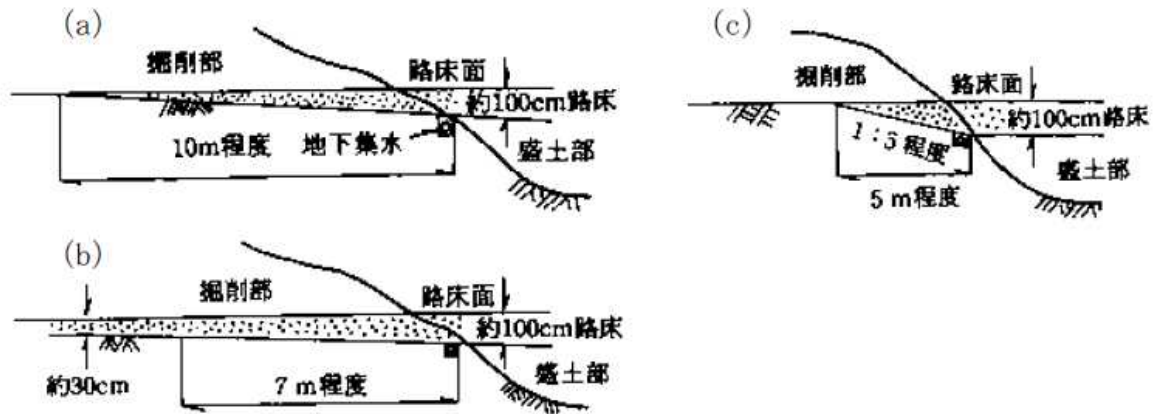 (a)
掘削部
路床面
約100cm路床
10m程度
地下集水
盛土部
(b)
掘削部
路床面
約100cm路床
約30cm
7m程度
盛土部
(c)
掘削部
路床面
約100cm路床
1:5程度
盛土部
5m程度